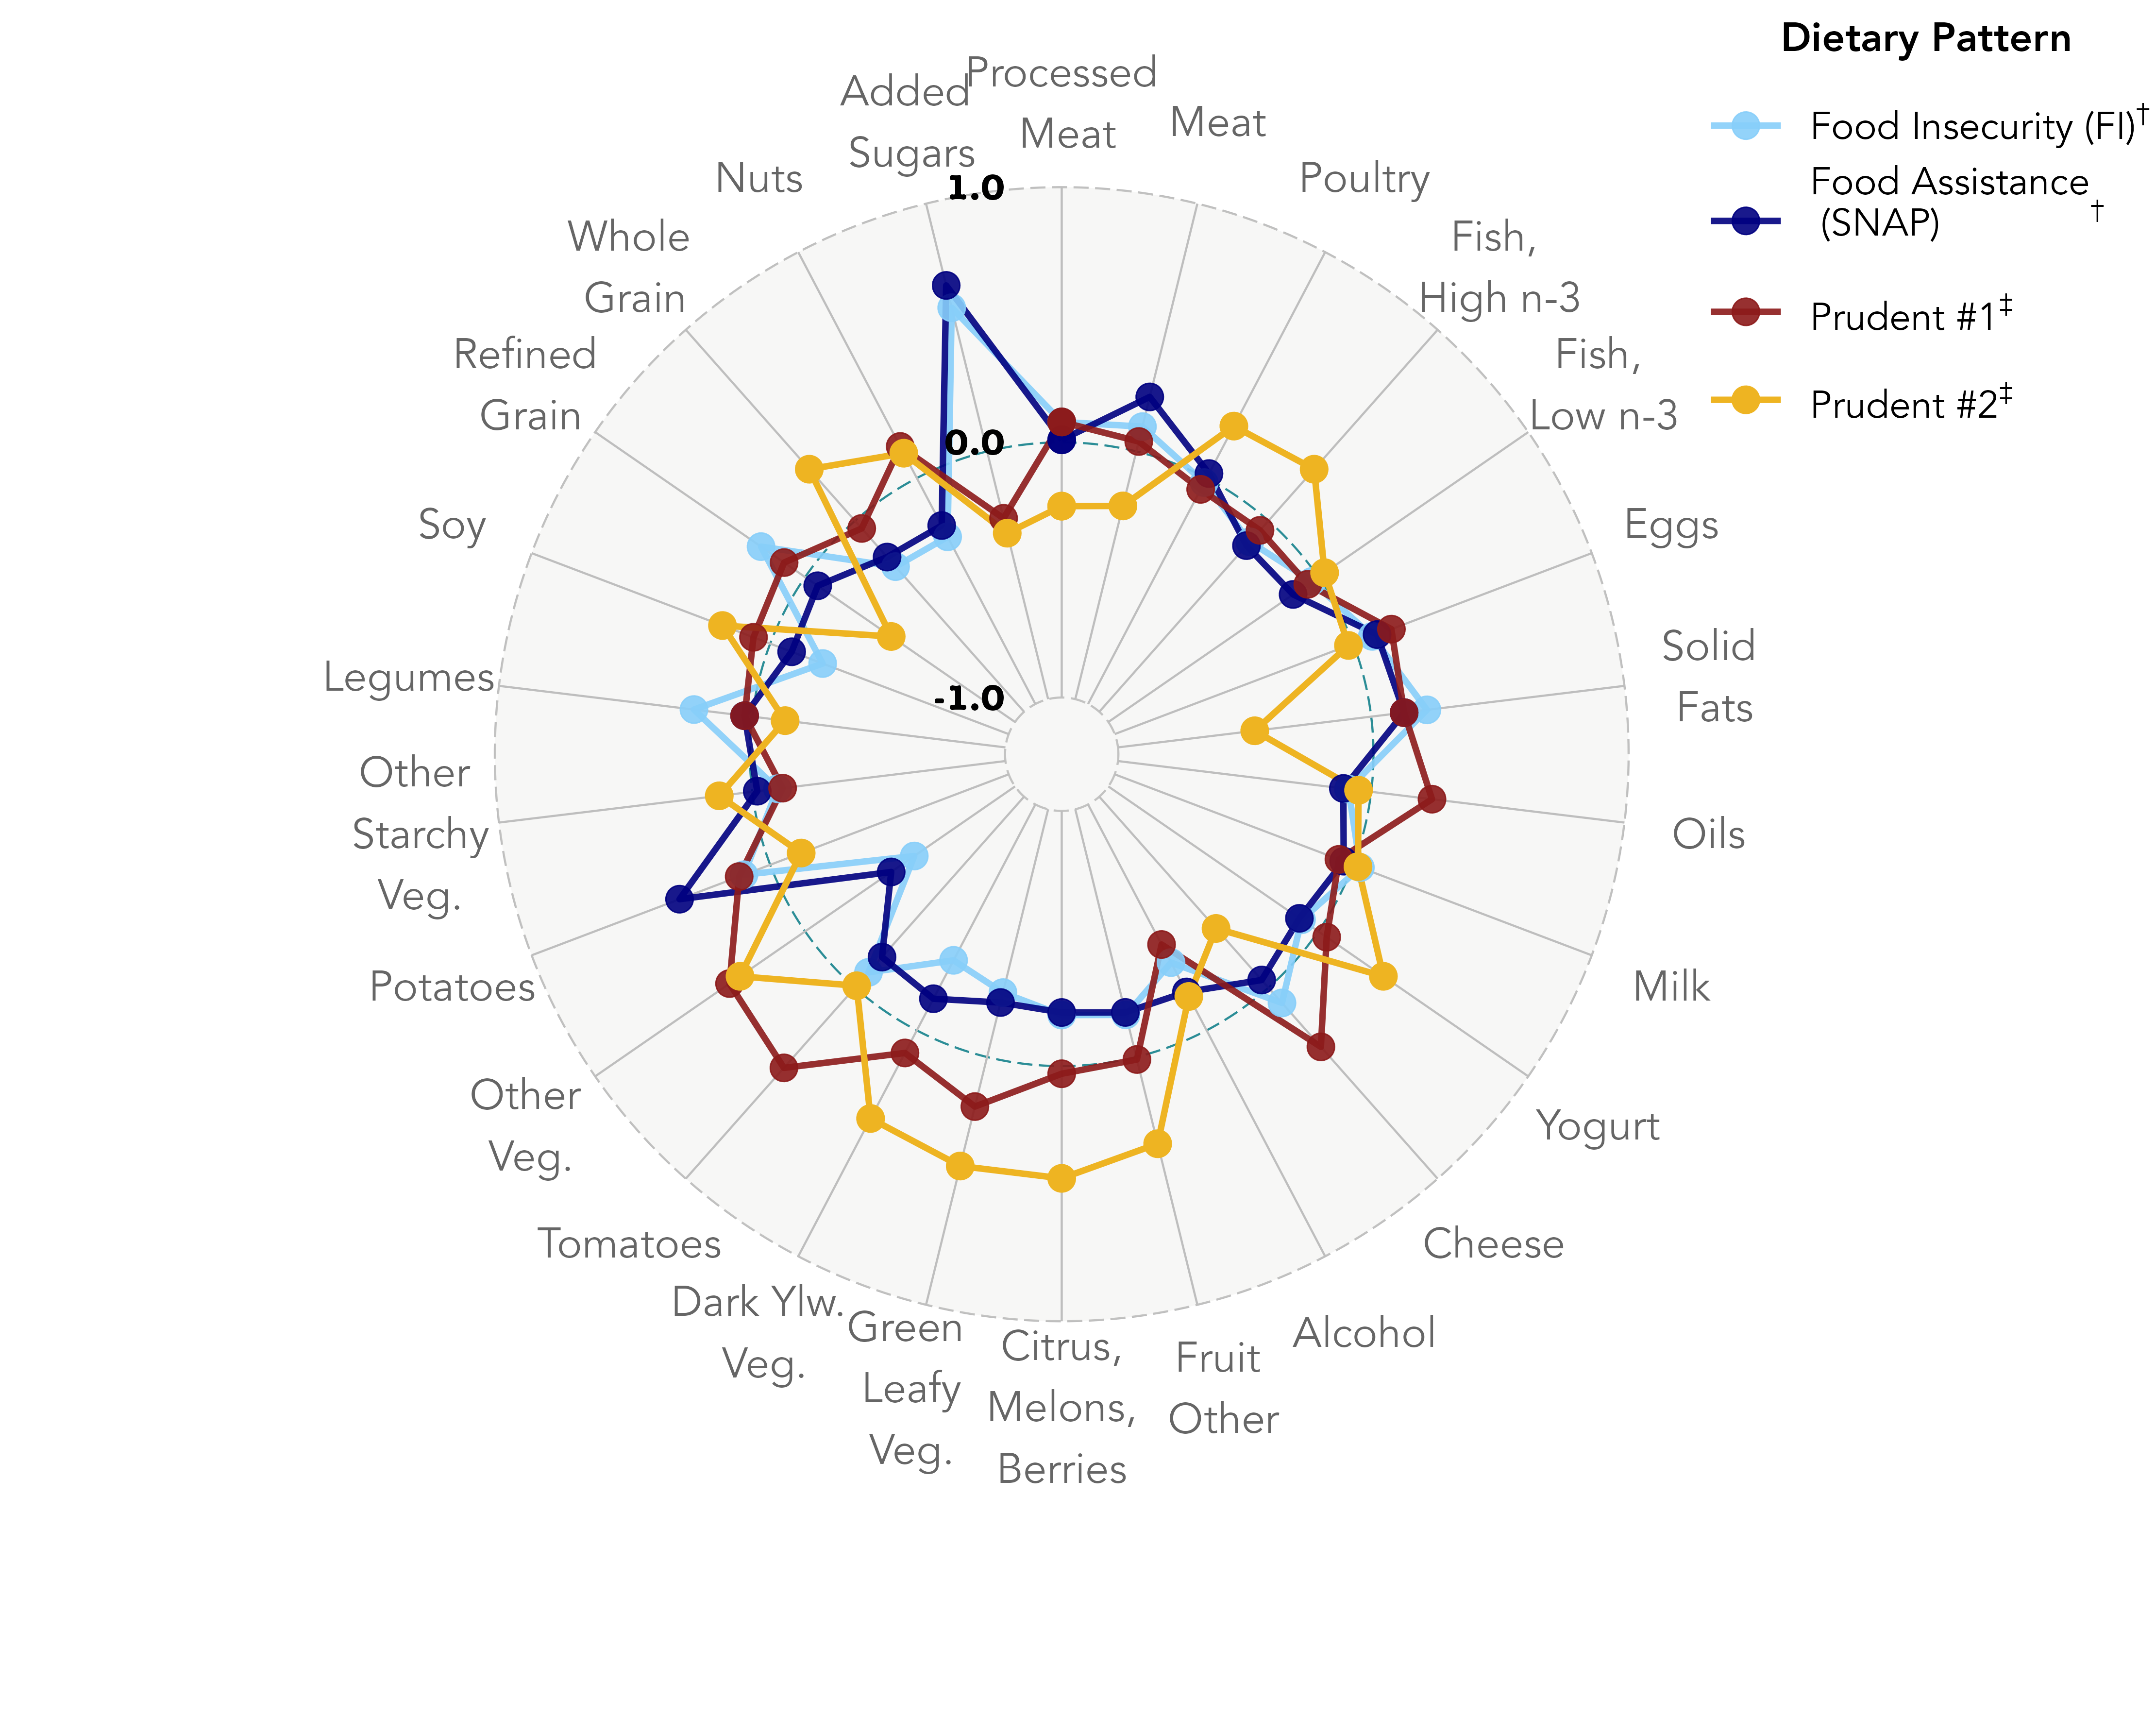 Dietary Pattern
Food Insecurity (FI)†
Food Assistance
(SNAP) †
Prudent #1‡
Prudent #2‡
Processed
Meat
Meat
Poultry
Fish,
High n-3
Fish,
Low n-3
Eggs
Solid
Fats
Oils
Milk
Yogurt
Cheese
Alcohol
Fruit
Other
Citrus,
Melons,
Berries
Green
Leafy
Veg.
Dark Ylw.
Veg.
Tomatoes
Other
Veg.
Potatoes
Other
Starchy
Veg.
Legumes
Soy
Refined
Grain
Whole
Grain
Nuts
Added
Sugars
1.0
0.0
-1.0